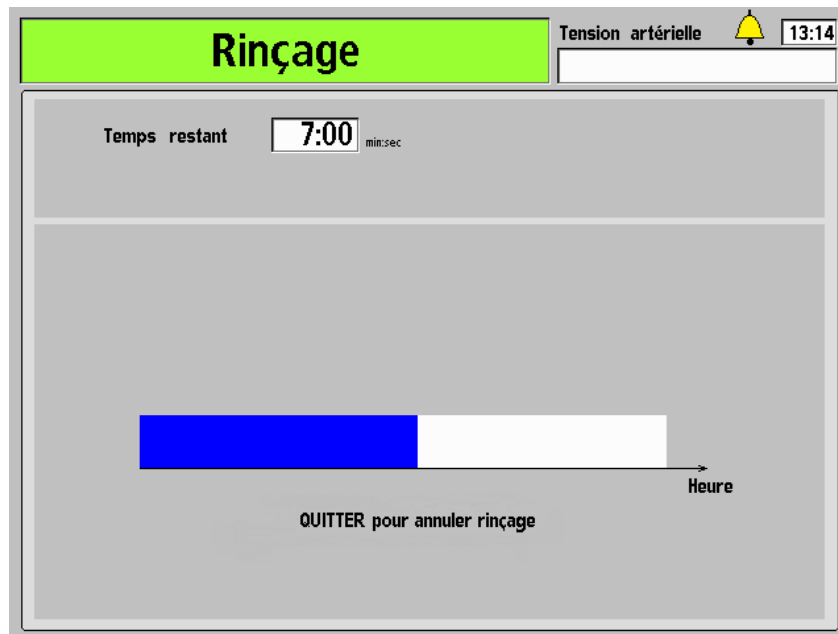 Rinçage
Tension artérielle
13:14
Temps restant 7:00 min:sec
Heure
QUITTER pour annuler rinçage